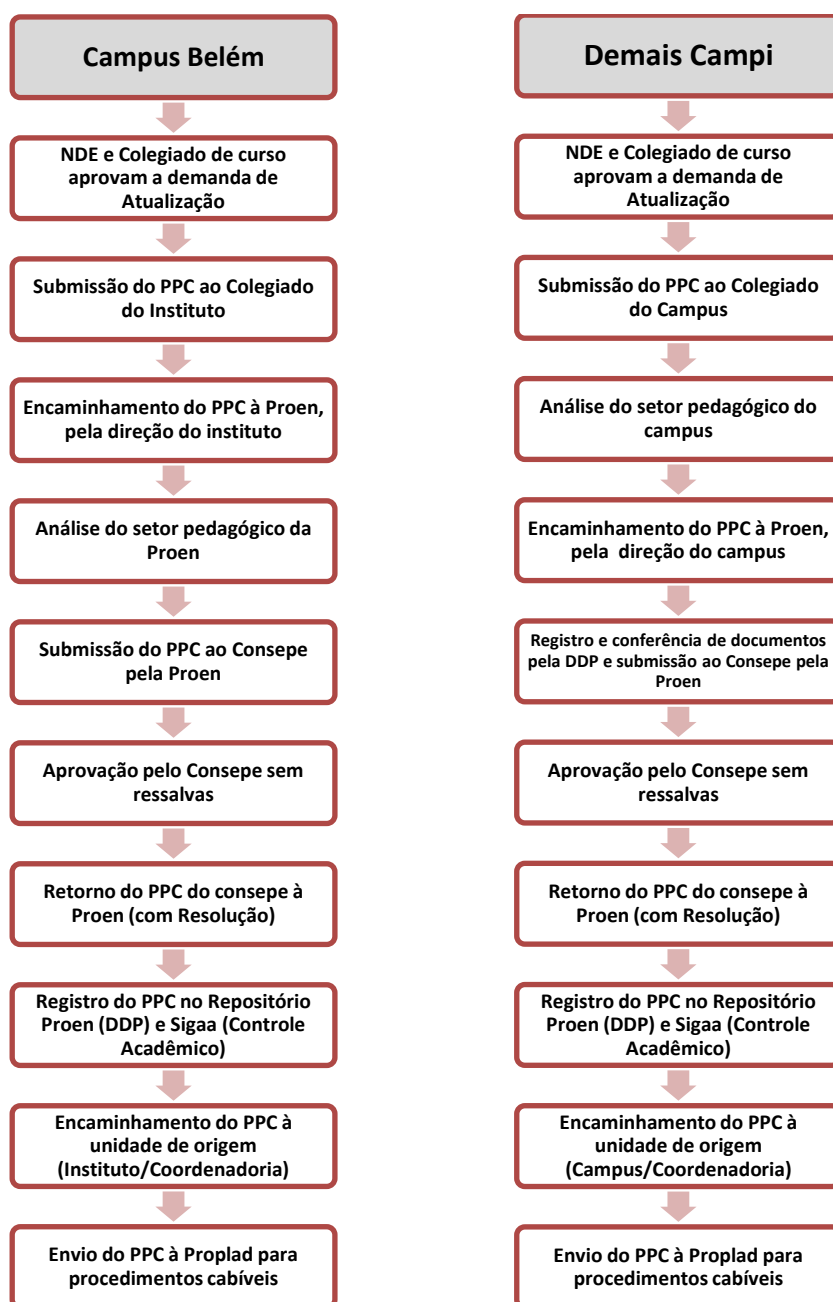 Campus Belém
NDE e Colegiado de curso
aprovam a demanda de
Atualização
Submissão do PPC ao Colegiado
do Instituto
Encaminhamento do PPC à Proen,
pela direção do instituto
Análise do setor pedagógico da
Proen
Submissão do PPC ao Consepe
pela Proen
Aprovação pelo Consepe sem
ressalvas
Retorno do PPC do consepe à
Proen (com Resolução)
Registro do PPC no Repositório
Proen (DDP) e Sigaa (Controle
Acadêmico)
Encaminhamento do PPC à
unidade de origem
(Instituto/Coordenadoria)
Envio do PPC à Proplad para
procedimentos cabíveis
Demais Campi
NDE e Colegiado de curso
aprovam a demanda de
Atualização
Submissão do PPC ao Colegiado
do Campus
Análise do setor pedagógico do
campus
Encaminhamento do PPC à Proen,
pela direção do campus
Registro e conferência de documentos
pela DDP e submissão ao Consepe pela
Proen
Aprovação pelo Consepe sem
ressalvas
Retorno do PPC do consepe à
Proen (com Resolução)
Registro do PPC no Repositório
Proen (DDP) e Sigaa (Controle
Acadêmico)
Encaminhamento do PPC à
unidade de origem
(Campus/Coordenadoria)
Envio do PPC à Proplad para
procedimentos cabíveis